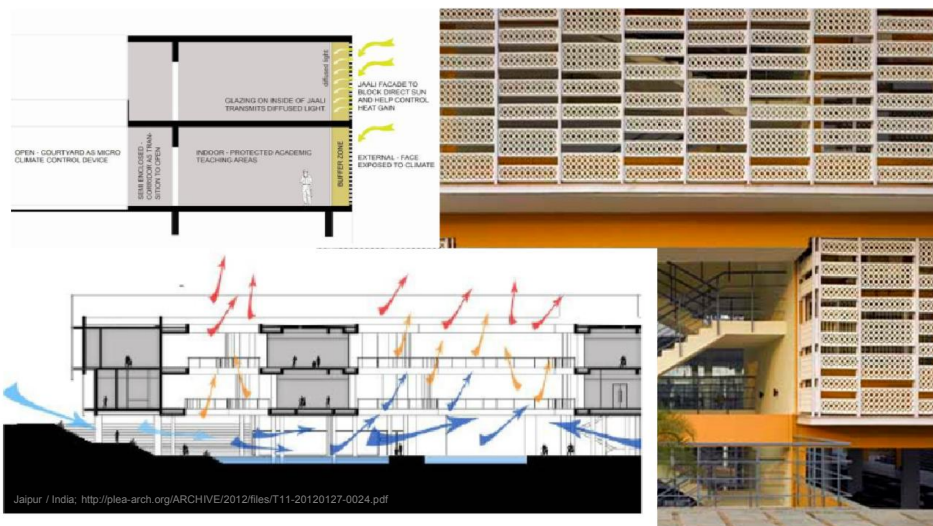 diffused light
GLAZING ON INSIDE OF JAALI
TRANSMITS DIFFUSED LIGHT.
JAALI FACADE TO
BLOCK DIRECT SUN
AND HELP CONTROL
HEAT GAIN
OPEN - COURTYARD AS MICRO
CLIMATE CONTROL DEVICE
SEMI ENCLOSED -
CORRIDOR AS TRAN-
SITION TO OPEN
INDOOR - PROTECTED ACADEMIC
TEACHING AREAS
BUFFER ZONE
EXTERNAL - FACE
EXPOSED TO CLIMATE
Jaipur / India; http://plea-arch.org/ARCHIVE/2012/files/T11-20120127-0024.pdf